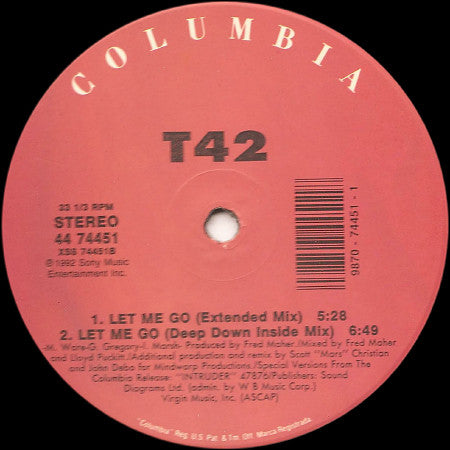 COLUMBIA
T42
33 1/3 RPM
STEREO
44 74451
XSS 74451B
℗ 1992 Sony Music
Entertainment Inc.
9870 - 74451 - 1
1. LET ME GO (Extended Mix) 5:28
2. LET ME GO (Deep Down Inside Mix) 6:49
-M. Ware-G. Gregory-I. Marsh- Produced by Fred Maher/Mixed by Fred Maher
and Lloyd Puckitt./Additional production and remix by Scott "Mars" Christian
and John Debo for Mindwarp Productions./Special Versions From The
Columbia Release: "INTRUDER" 47876/Publishers: Sound
Diagrams Ltd. (admin. by W B Music Corp.)
Virgin Music, Inc. (ASCAP)
"Columbia" Reg. U.S. Pat. & Tm. Off. Marca Registrada.